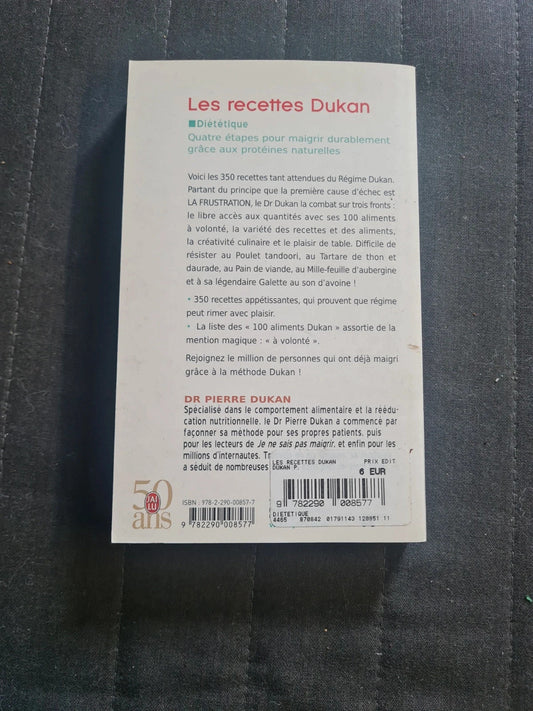 Les recettes Dukan
■Diététique
Quatre étapes pour maigrir durablement
grâce aux protéines naturelles
Voici les 350 recettes tant attendues du Régime Dukan.
Partant du principe que la première cause d'échec est
LA FRUSTRATION, le Dr Dukan la combat sur trois fronts :
le libre accès aux quantités avec ses 100 aliments
à volonté, la variété des recettes et des aliments,
la créativité culinaire et le plaisir de table. Difficile de
résister au Poulet tandoori, au Tartare de thon et
daurade, au Pain de viande, au Mille-feuille d'aubergine
et à sa légendaire Galette au son d'avoine !
• 350 recettes appétissantes, qui prouvent que régime
peut rimer avec plaisir.
• La liste des « 100 aliments Dukan » assortie de la
mention magique : « à volonté ».
Rejoignez le million de personnes qui ont déjà maigri
grâce à la méthode Dukan !
DR PIERRE DUKAN
Spécialisé dans le comportement alimentaire et la réédu-
cation nutritionnelle, le Dr Pierre Dukan a commencé par
façonner sa méthode pour ses propres patients, puis
pour les lecteurs de Je ne sais pas maigrir, et enfin pour les
millions d'internautes.
a séduit de nombreuses
LES RECETTES DUKAN PRIX EDIT
DUKAN P. 6 EUR
9 782290 008577
DIETETIQUE
4465 870842 01791143 120851 11
50
J'AI LU
ans
ISBN : 978-2-290-00857-7
9 782290 008577